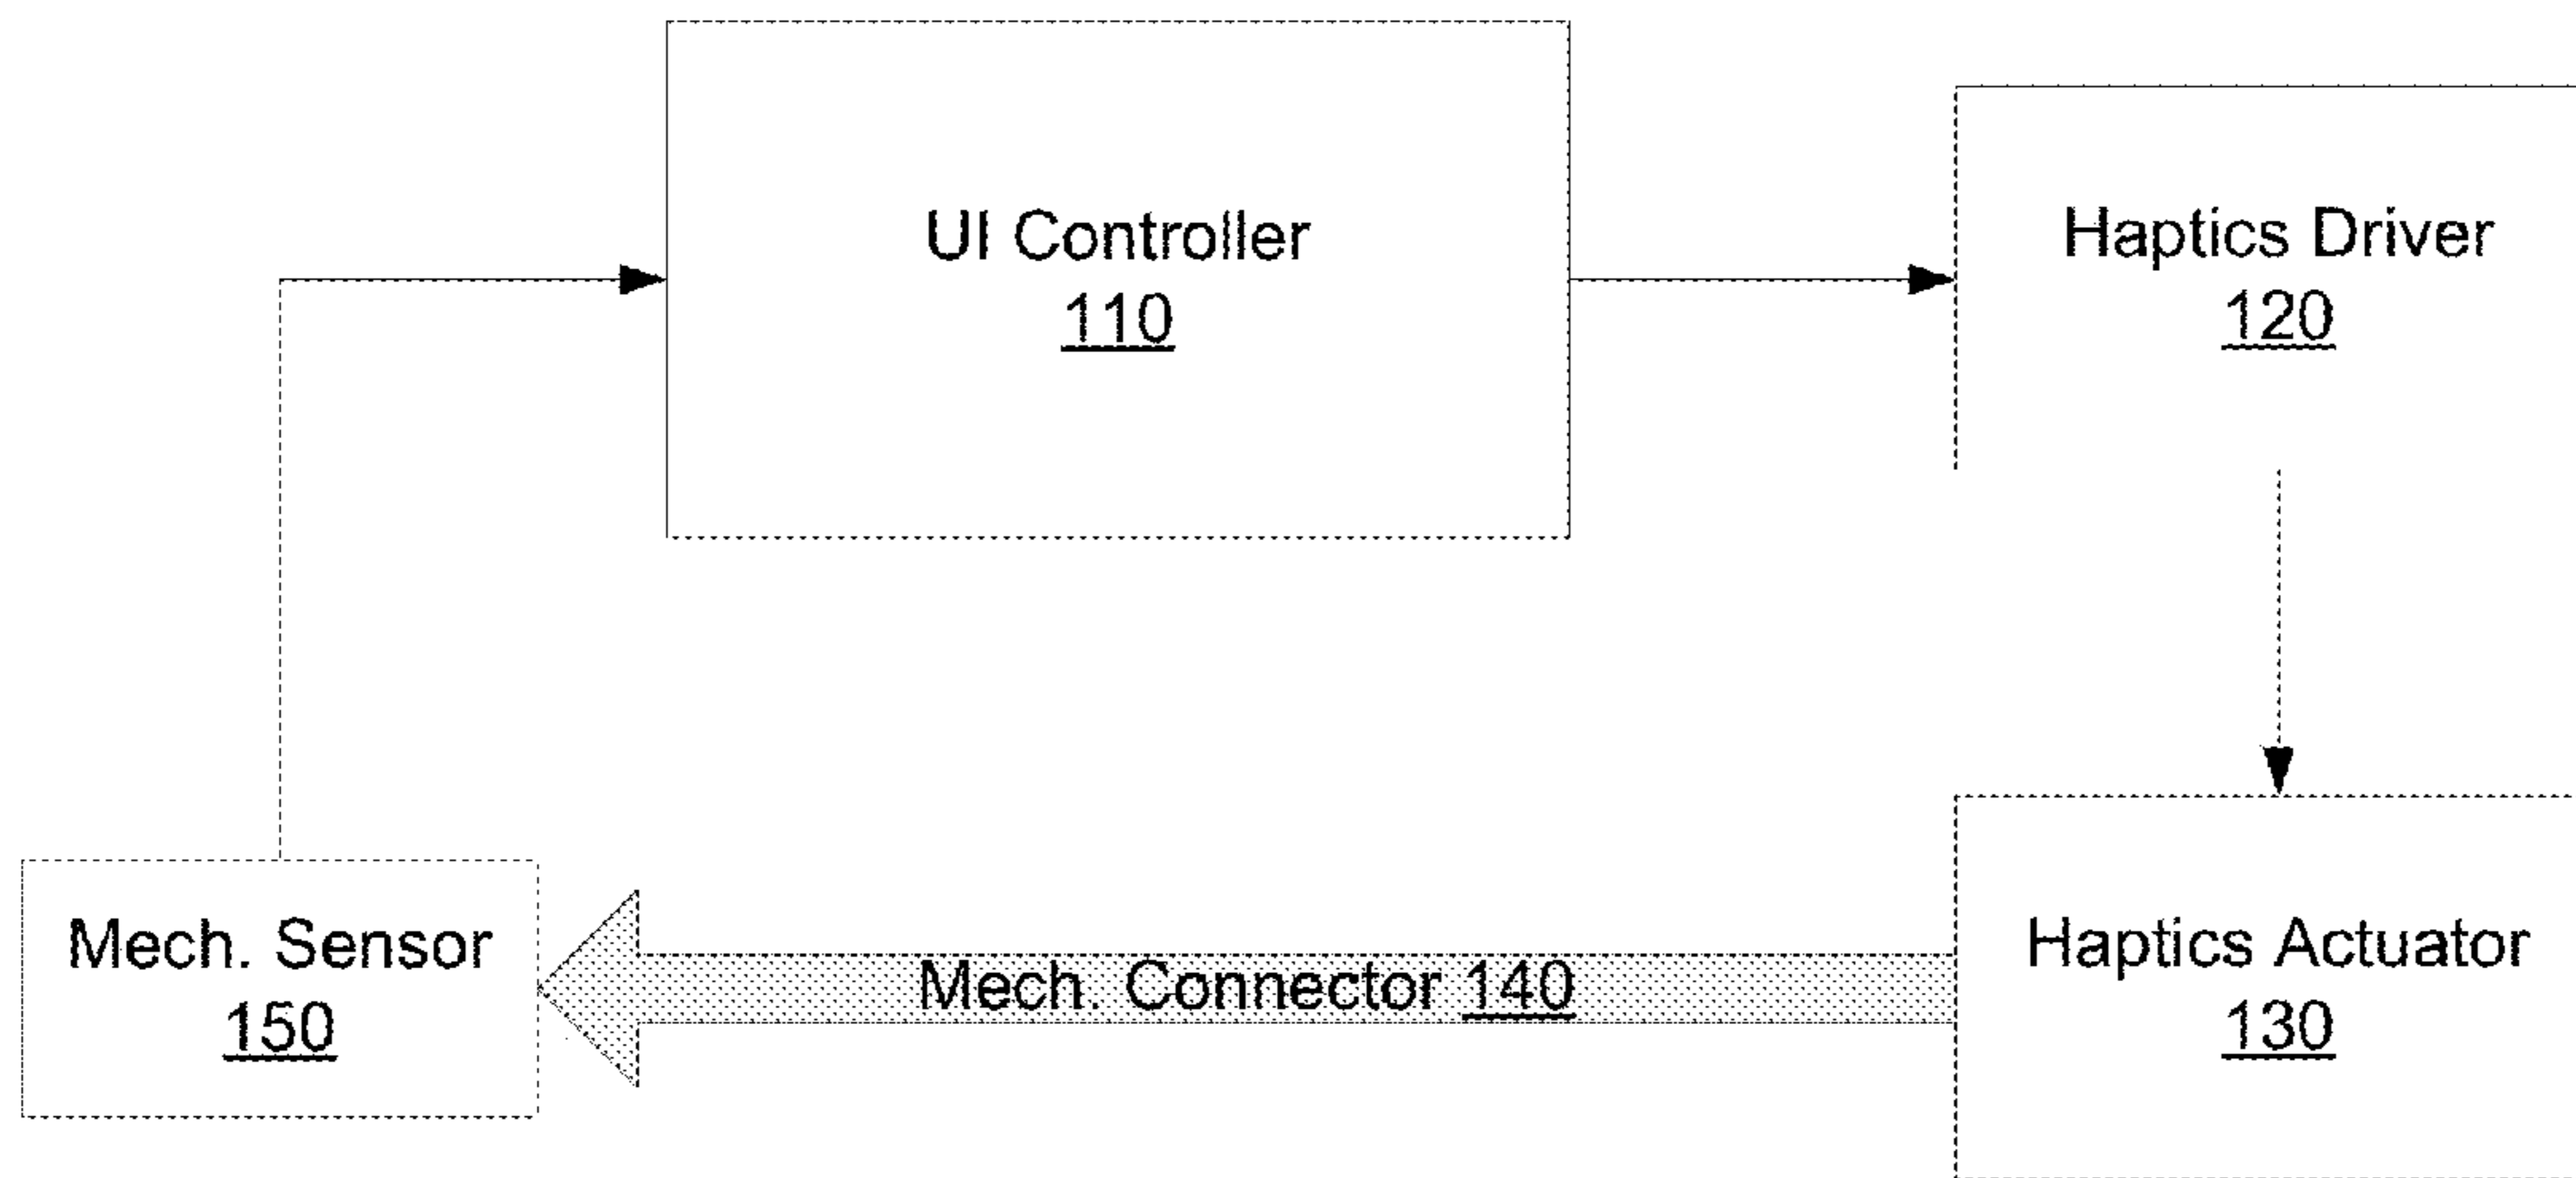 UI Controller
110
Haptics Driver
120
Mech. Sensor
150
Mech. Connector 140
Haptics Actuator
130